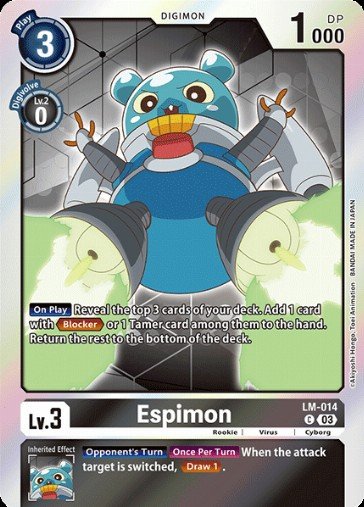 Play
3
DIGIMON
DP
1000
Digivolve
Lv.2
0
On Play Reveal the top 3 cards of your deck. Add 1 card
with Blocker or 1 Tamer card among them to the hand.
Return the rest to the bottom of the deck.
©Akiyoshi Hongo, Toei Animation BANDAI MADE IN JAPAN
Lv.3
Espimon
LM-014
C 03
Rookie Virus Cyborg
Inherited Effect
Opponent's Turn Once Per Turn When the attack
target is switched, Draw 1.